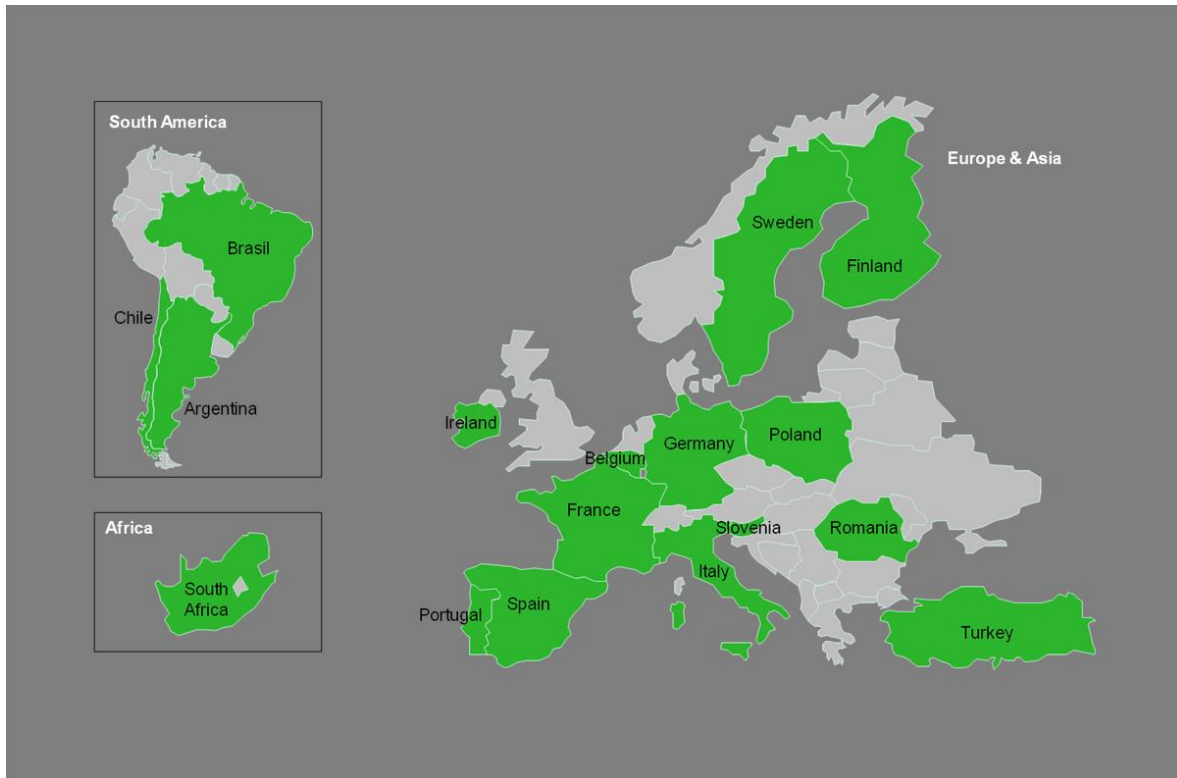 South America
Brasil
Chile
Argentina
Africa
South
Africa
Europe & Asia
Sweden
Finland
Ireland
Germany
Poland
Belgium
France
Slovenia
Romania
Italy
Portugal
Spain
Turkey